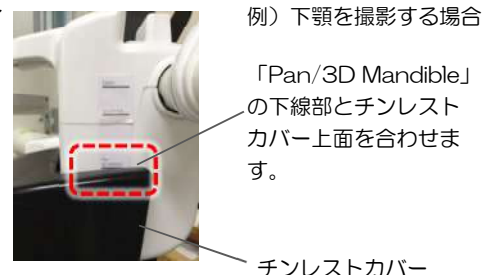 例）下顎を撮影する場合
「Pan/3D Mandible」
の下線部とチンレスト
カバー上面を合わせま
す。
チンレストカバー